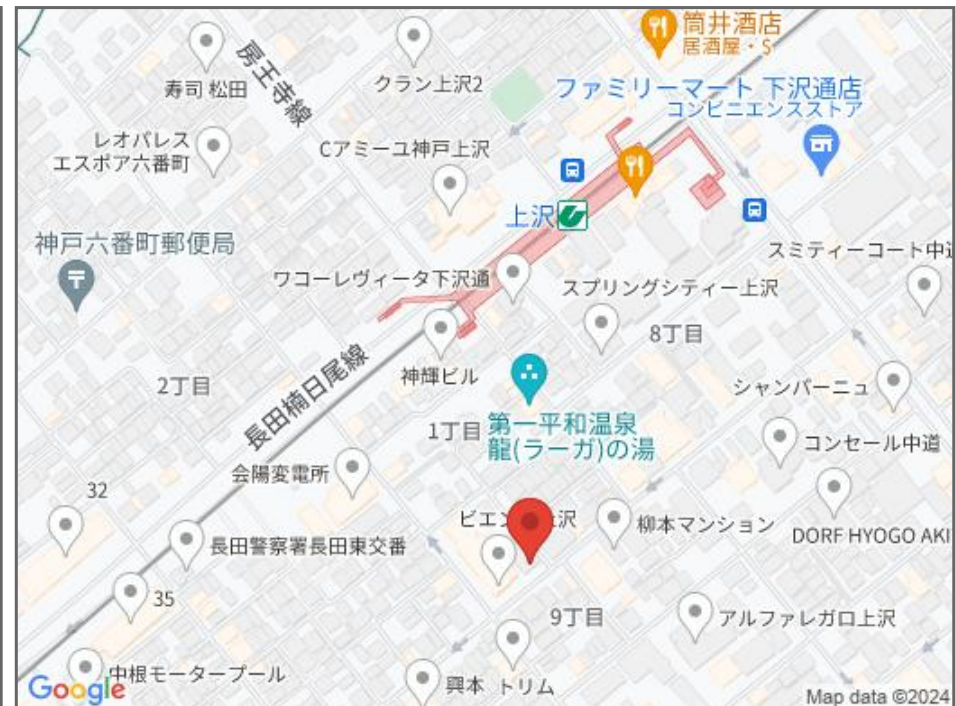 筒井酒店
居酒屋・S
寿司 松田
房王寺線
クラン上沢2
ファミリーマート 下沢通店
コンビニエンスストア
レオパレス
エスポア六番町
Cアミーユ神戸上沢
上沢
神戸六番町郵便局
スミティーコート中道
ワコーレヴィータ下沢通
スプリングシティー上沢
8丁目
神輝ビル
2丁目
長田楠日尾線
シャンパーニュ
1丁目
第一平和温泉
龍(ラーガ)の湯
コンセール中道
会陽変電所
32
柳本マンション
DORF HYOGO AKI
長田警察署長田東交番
35
9丁目
アルファレガロ上沢
中根モータープール
興本 トリム
Google
Map data ©2024